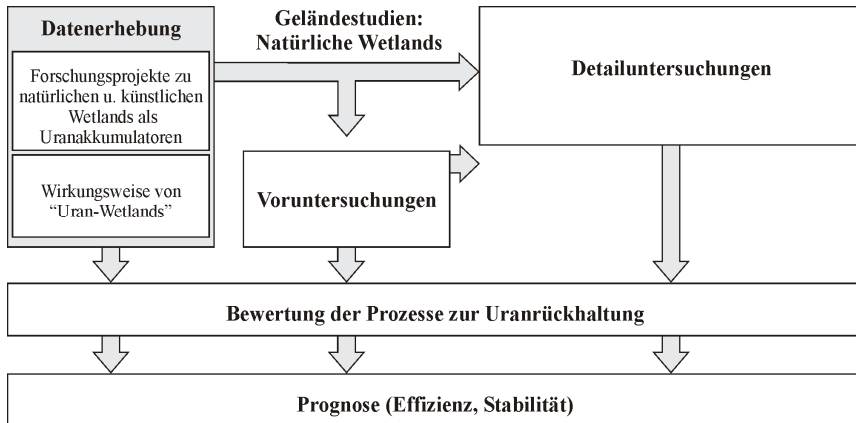 Datenerhebung
Forschungsprojekte zu
natürlichen u. künstlichen
Wetlands als
Uranakkumulatoren
Wirkungsweise von
“Uran-Wetlands”
Geländestudien:
Natürliche Wetlands
Voruntersuchungen
Detailuntersuchungen
Bewertung der Prozesse zur Uranrückhaltung
Prognose (Effizienz, Stabilität)